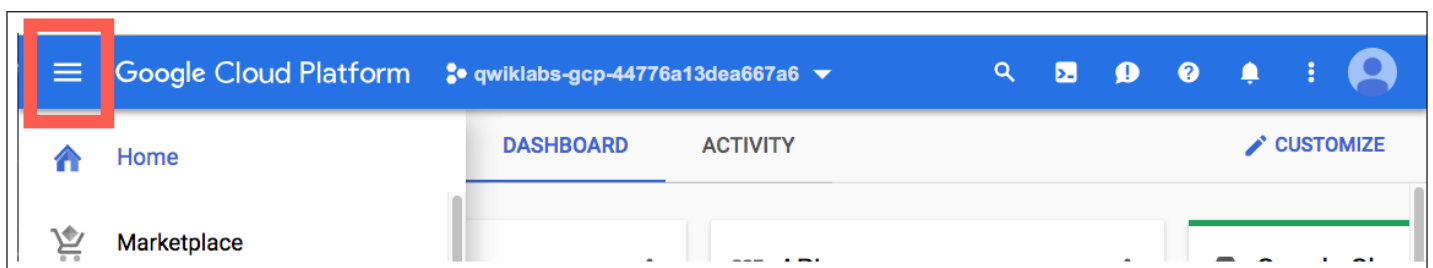 Google Cloud Platform
qwiklabs-gcp-44776a13dea667a6
Home
DASHBOARD
ACTIVITY
CUSTOMIZE
Marketplace